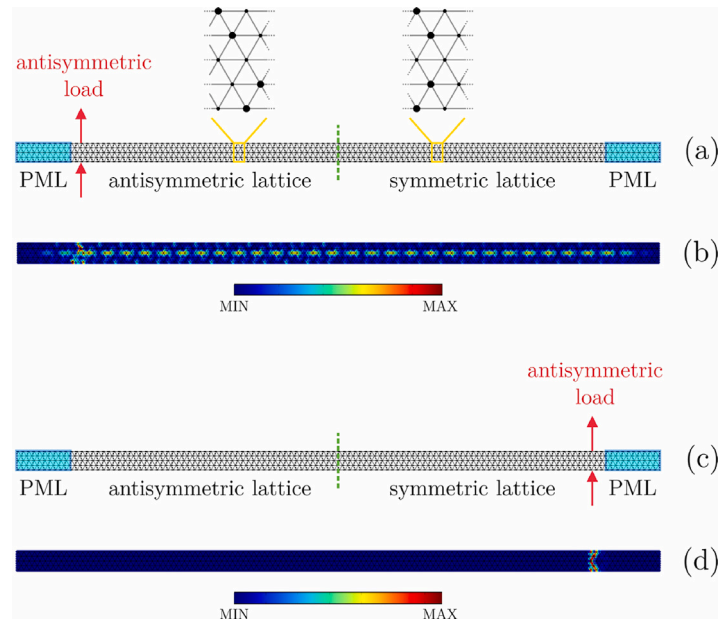 antisymmetric
load
(a)
PML antisymmetric lattice symmetric lattice PML
(b)
MIN MAX
antisymmetric
load
(c)
PML antisymmetric lattice symmetric lattice PML
(d)
MIN MAX